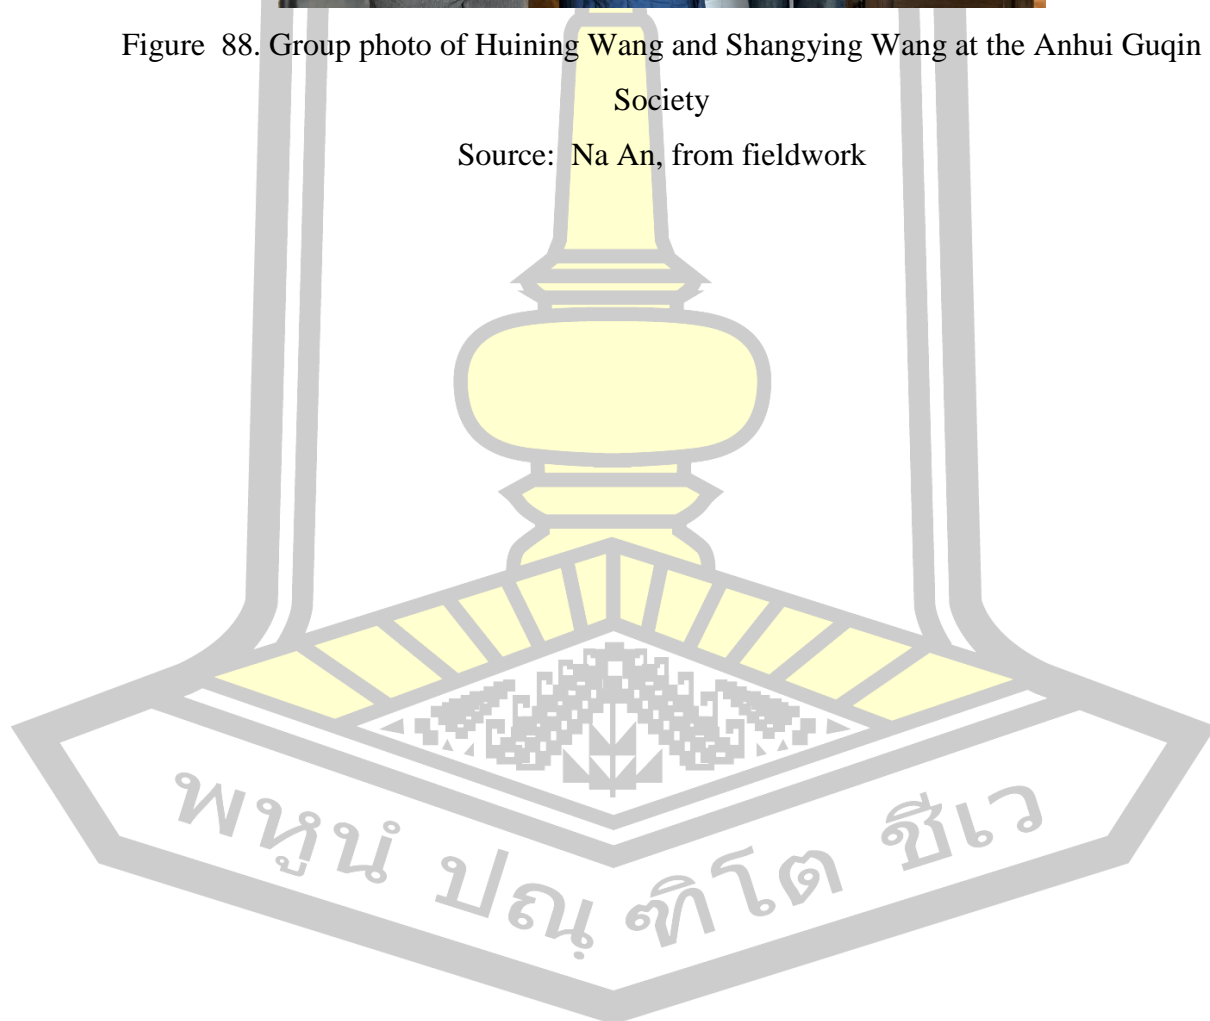 Figure  88. Group photo of Huining Wang and Shangying Wang at the Anhui Guqin
Society
Source:  Na An, from fieldwork
พหูนํ ปณฺฑิโต ชีเว